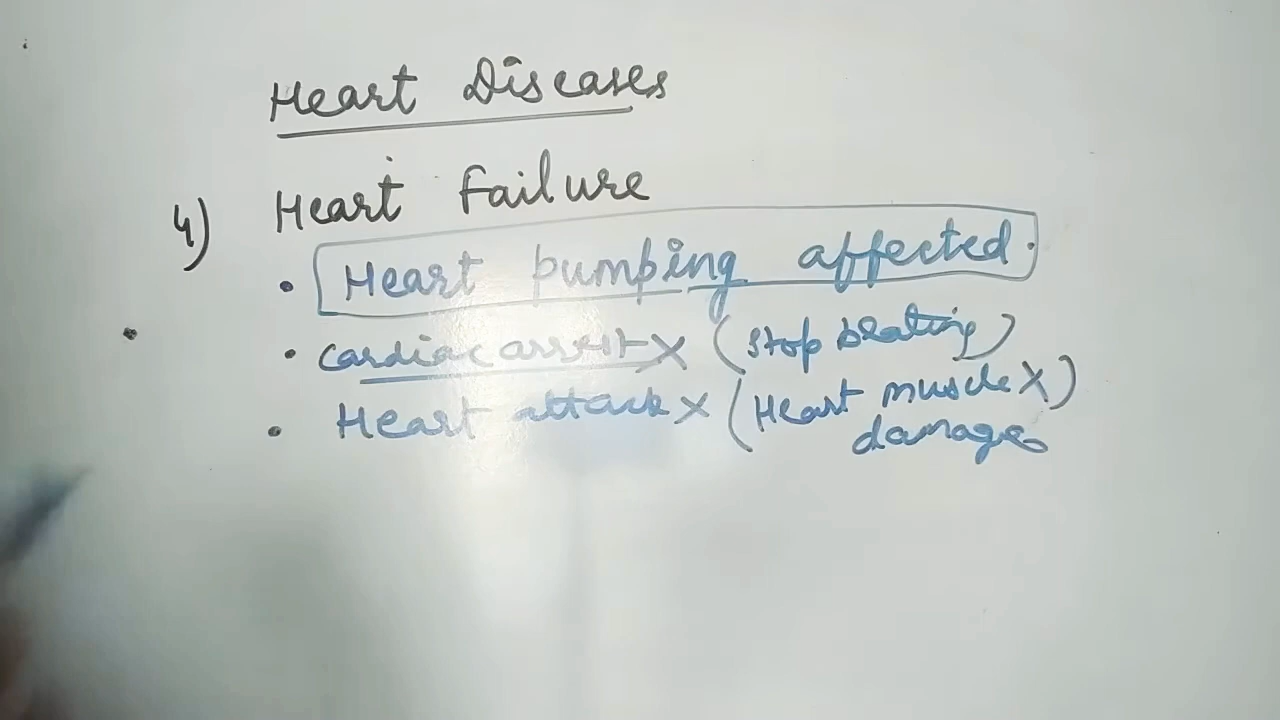 Heart Diseases
4) Heart Failure
• Heart pumping affected.
• cardiac arrest X (stop beating)
• Heart attack X (Heart muscle X)
damage